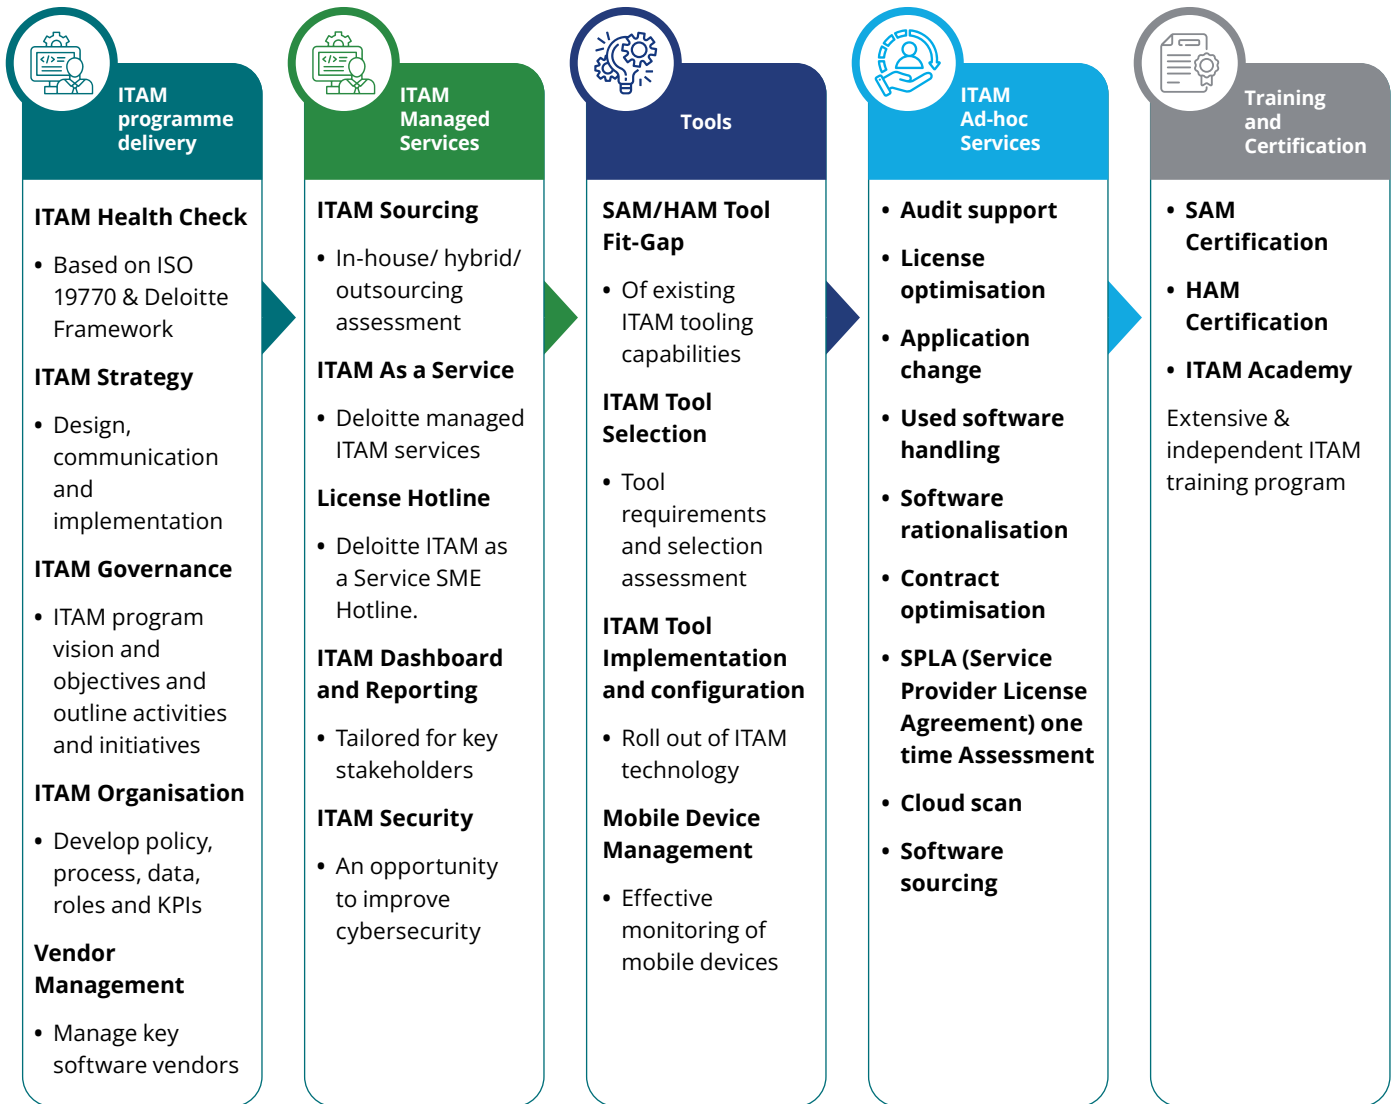 ITAM
programme
delivery
ITAM Health Check
• Based on ISO
19770 & Deloitte
Framework
ITAM Strategy
• Design,
communication
and
implementation
ITAM Governance
• ITAM program
vision and
objectives and
outline activities
and initiatives
ITAM Organisation
• Develop policy,
process, data,
roles and KPIs
Vendor
Management
• Manage key
software vendors
ITAM
Managed
Services
ITAM Sourcing
• In-house/ hybrid/
outsourcing
assessment
ITAM As a Service
• Deloitte managed
ITAM services
License Hotline
• Deloitte ITAM as
a Service SME
Hotline.
ITAM Dashboard
and Reporting
• Tailored for key
stakeholders
ITAM Security
• An opportunity
to improve
cybersecurity
Tools
SAM/HAM Tool
Fit-Gap
• Of existing
ITAM tooling
capabilities
ITAM Tool
Selection
• Tool
requirements
and selection
assessment
ITAM Tool
Implementation
and configuration
• Roll out of ITAM
technology
Mobile Device
Management
• Effective
monitoring of
mobile devices
ITAM
Ad-hoc
Services
• Audit support
• License
optimisation
• Application
change
• Used software
handling
• Software
rationalisation
• Contract
optimisation
• SPLA (Service
Provider License
Agreement) one
time Assessment
• Cloud scan
• Software
sourcing
Training
and
Certification
• SAM
Certification
• HAM
Certification
• ITAM Academy
Extensive &
independent ITAM
training program